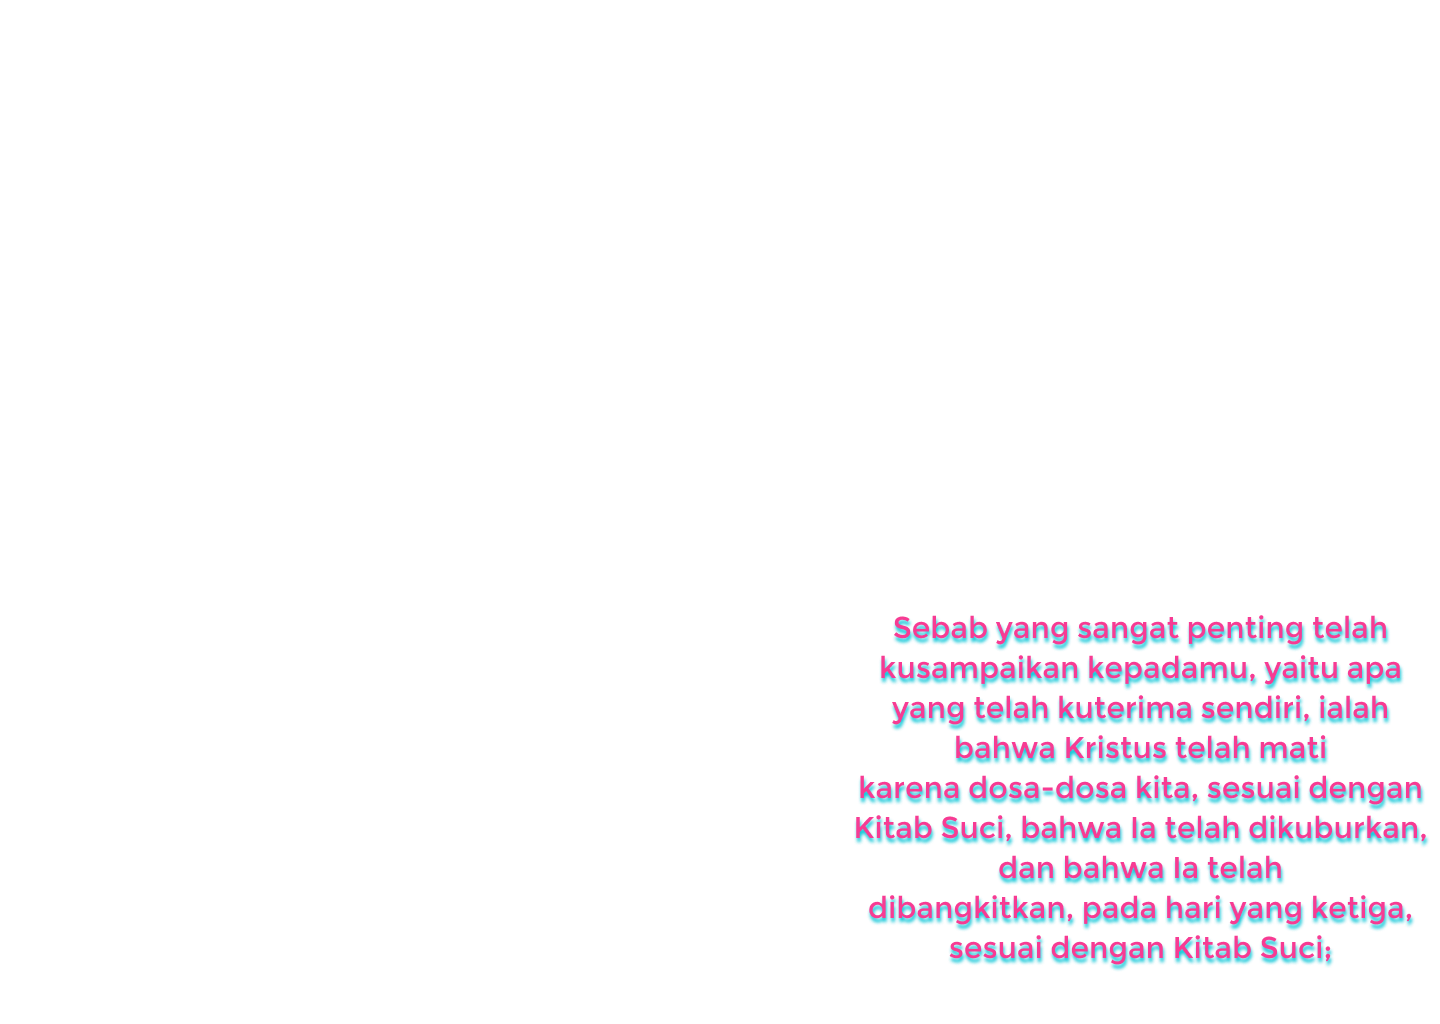 Sebab yang sangat penting telah
kusampaikan kepadamu, yaitu apa
yang telah kuterima sendiri, ialah
bahwa Kristus telah mati
karena dosa-dosa kita, sesuai dengan
Kitab Suci, bahwa Ia telah dikuburkan,
dan bahwa Ia telah
dibangkitkan, pada hari yang ketiga,
sesuai dengan Kitab Suci;